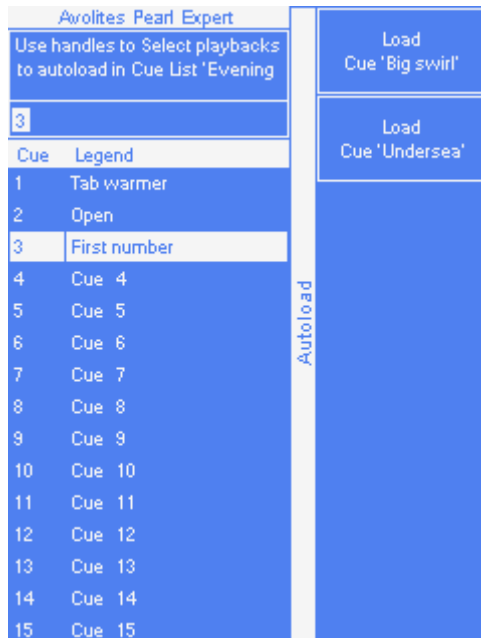 Avolites Pearl Expert
Use handles to Select playbacks
to autoload in Cue List 'Evening
3
Cue Legend
1 Tab warmer
2 Open
3 First number
4 Cue 4
5 Cue 5
6 Cue 6
7 Cue 7
8 Cue 8
9 Cue 9
10 Cue 10
11 Cue 11
12 Cue 12
13 Cue 13
14 Cue 14
15 Cue 15
Autoload
Load
Cue 'Big swirl'
Load
Cue 'Undersea'